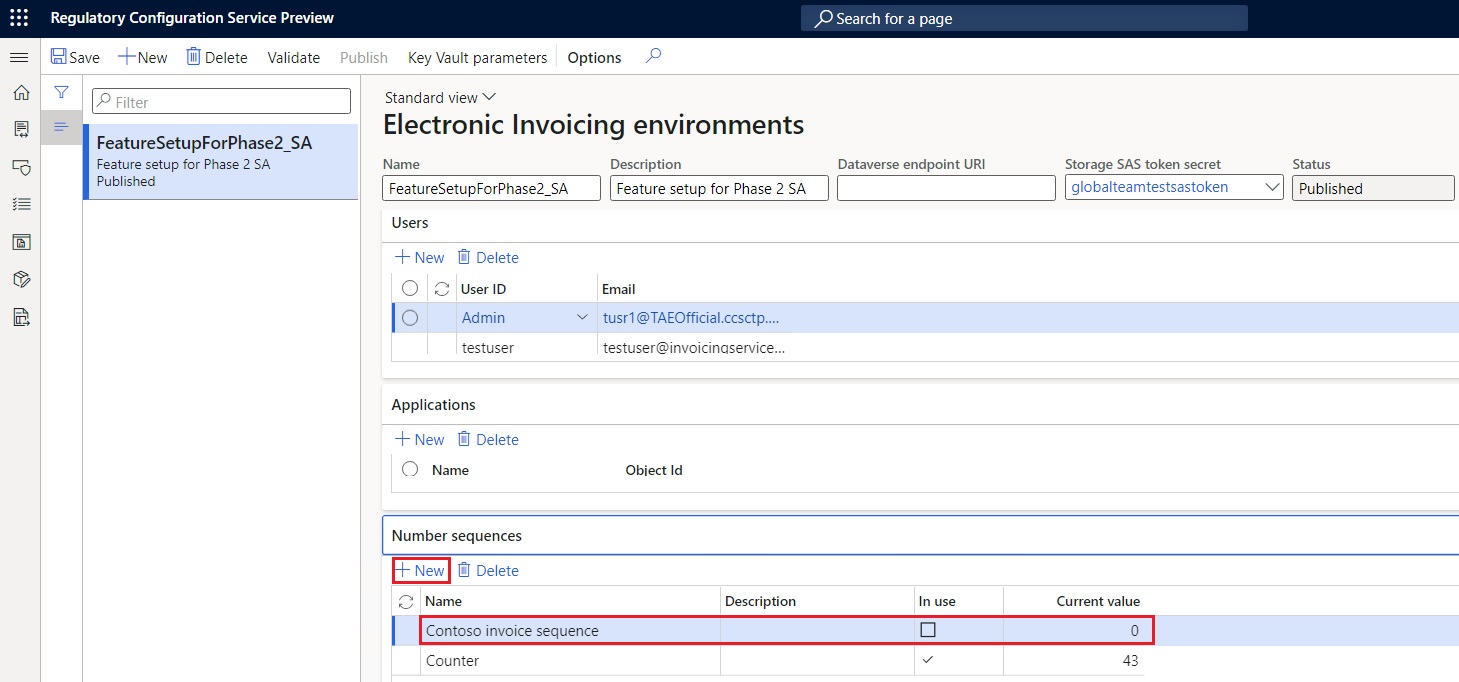 Regulatory Configuration Service Preview
Search for a page
Save New Delete Validate Publish Key Vault parameters Options
Filter
FeatureSetupForPhase2_SA
Feature setup for Phase 2 SA
Published
Standard view
Electronic Invoicing environments
Name Description Dataverse endpoint URI Storage SAS token secret Status
FeatureSetupForPhase2_SA Feature setup for Phase 2 SA globalteamtestsastoken Published
Users
New Delete
User ID Email
Admin tusr1@TAEOfficial.ccsctp....
testuser testuser@invoicingservice...
Applications
New Delete
Name Object Id
Number sequences
New Delete
Name Description In use Current value
Contoso invoice sequence 0
Counter 43